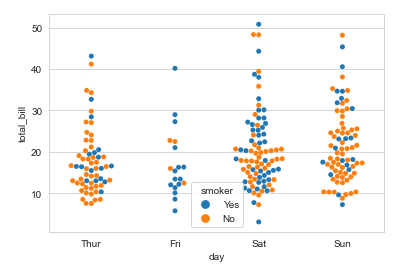 50
40
30
20
10
total_bill
smoker
Yes
No
Thur Fri Sat Sun
day